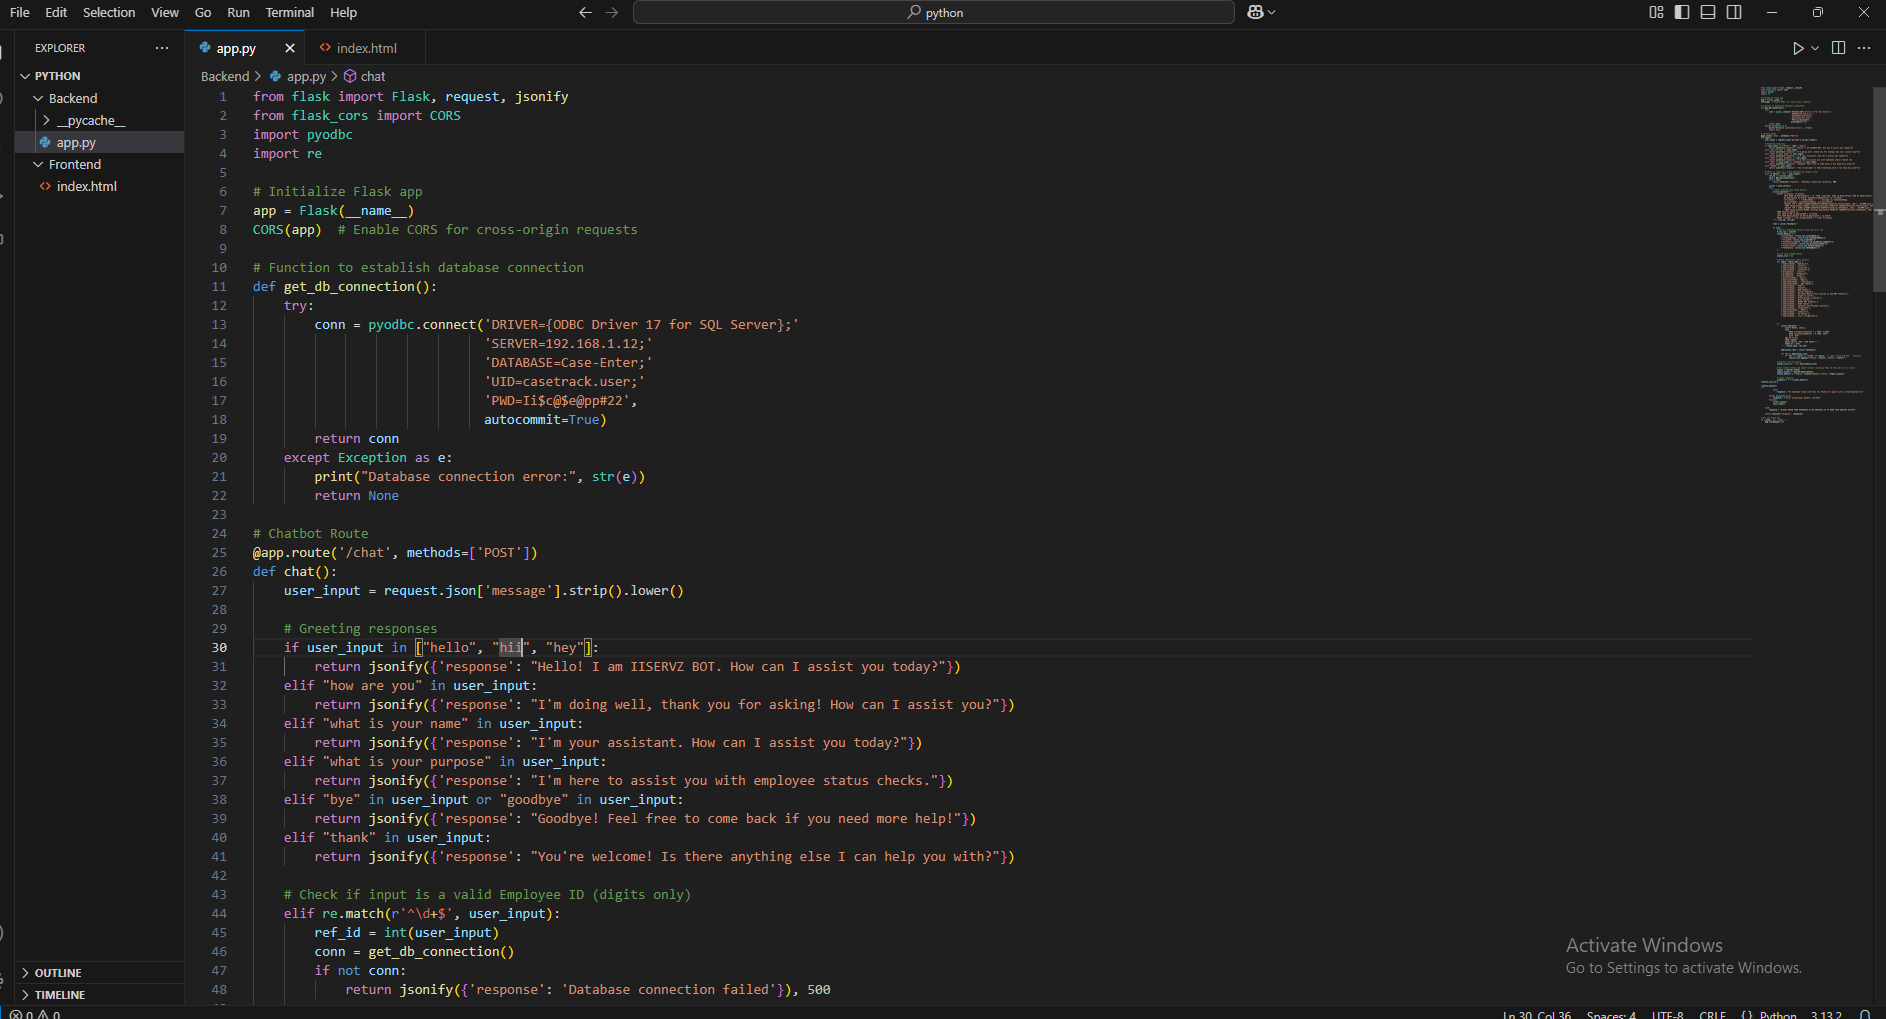 File Edit Selection View Go Run Terminal Help
python
EXPLORER
PYTHON
Backend
__pycache__
app.py
Frontend
index.html
OUTLINE
TIMELINE
app.py
index.html
Backend > app.py > chat
1 from flask import Flask, request, jsonify
2 from flask_cors import CORS
3 import pyodbc
4 import re
5
6 # Initialize Flask app
7 app = Flask(__name__)
8 CORS(app)  # Enable CORS for cross-origin requests
9
10 # Function to establish database connection
11 def get_db_connection():
12     try:
13         conn = pyodbc.connect('DRIVER={ODBC Driver 17 for SQL Server};'
14                               'SERVER=192.168.1.12;'
15                               'DATABASE=Case-Enter;'
16                               'UID=casetrack.user;'
17                               'PWD=Ii$c@$e@pp#22',
18                               autocommit=True)
19         return conn
20     except Exception as e:
21         print("Database connection error:", str(e))
22         return None
23
24 # Chatbot Route
25 @app.route('/chat', methods=['POST'])
26 def chat():
27     user_input = request.json['message'].strip().lower()
28
29     # Greeting responses
30     if user_input in ["hello", "hii", "hey"]:
31         return jsonify({'response': "Hello! I am IISERVZ BOT. How can I assist you today?"})
32     elif "how are you" in user_input:
33         return jsonify({'response': "I'm doing well, thank you for asking! How can I assist you?"})
34     elif "what is your name" in user_input:
35         return jsonify({'response': "I'm your assistant. How can I assist you today?"})
36     elif "what is your purpose" in user_input:
37         return jsonify({'response': "I'm here to assist you with employee status checks."})
38     elif "bye" in user_input or "goodbye" in user_input:
39         return jsonify({'response': "Goodbye! Feel free to come back if you need more help!"})
40     elif "thank" in user_input:
41         return jsonify({'response': "You're welcome! Is there anything else I can help you with?"})
42
43     # Check if input is a valid Employee ID (digits only)
44     elif re.match(r'^\d+$', user_input):
45         ref_id = int(user_input)
46         conn = get_db_connection()
47         if not conn:
48             return jsonify({'response': 'Database connection failed'}), 500
Activate Windows
Go to Settings to activate Windows.
0 0
Ln 30, Col 36 Spaces: 4 UTF-8 CRLF {} Python 3.13.2